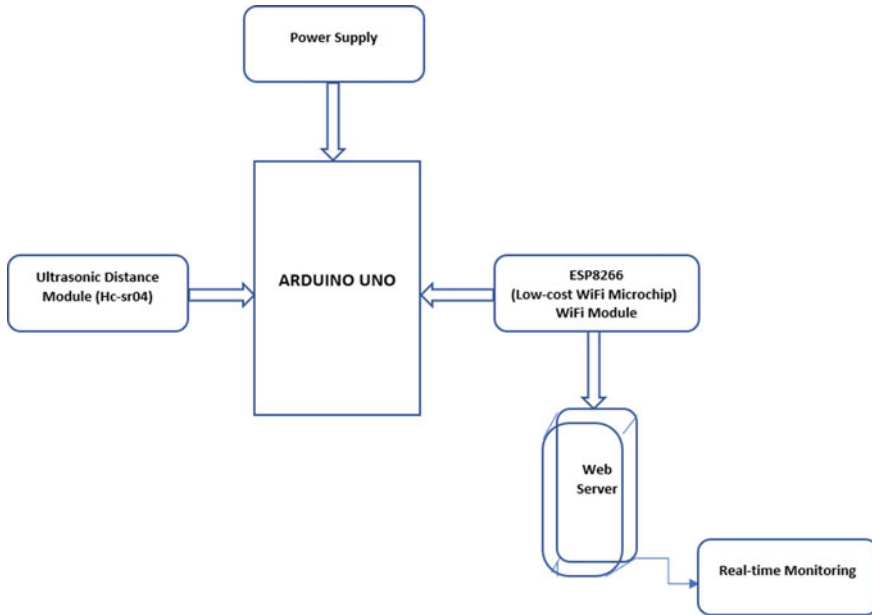 Power Supply
Ultrasonic Distance
Module (Hc-sr04)
ARDUINO UNO
ESP8266
(Low-cost WiFi Microchip)
WiFi Module
Web
Server
Real-time Monitoring